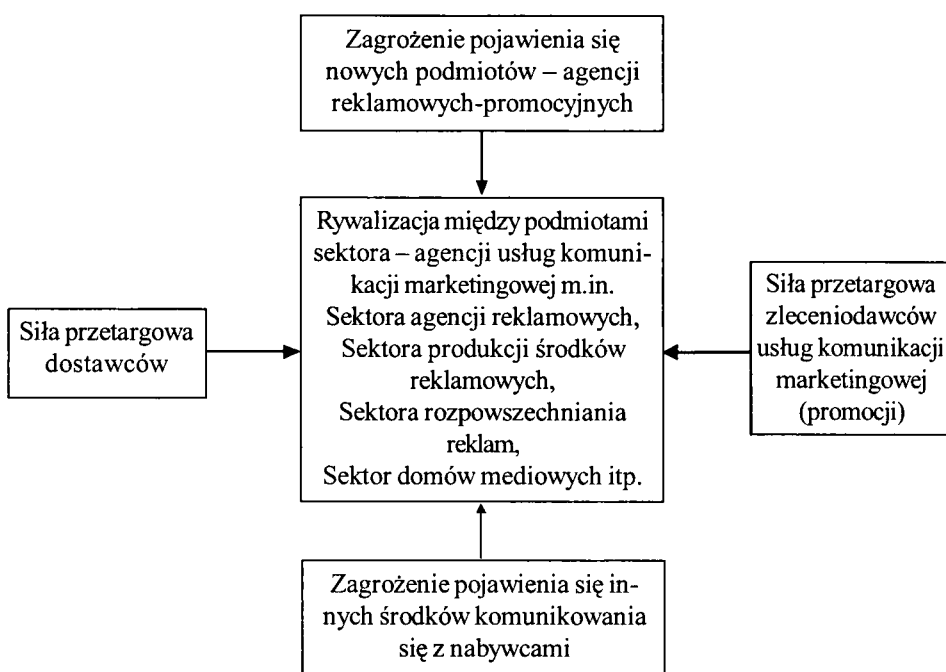 Zagrożenie pojawienia się
nowych podmiotów – agencji
reklamowych-promocyjnych
Rywalizacja między podmiotami
sektora – agencji usług komuni-
kacji marketingowej m.in.
Sektora agencji reklamowych,
Sektora produkcji środków
reklamowych,
Sektora rozpowszechniania
reklam,
Sektor domów mediowych itp.
Siła przetargowa
dostawców
Siła przetargowa
zleceniodawców
usług komunikacji
marketingowej
(promocji)
Zagrożenie pojawienia się in-
nych środków komunikowania
się z nabywcami